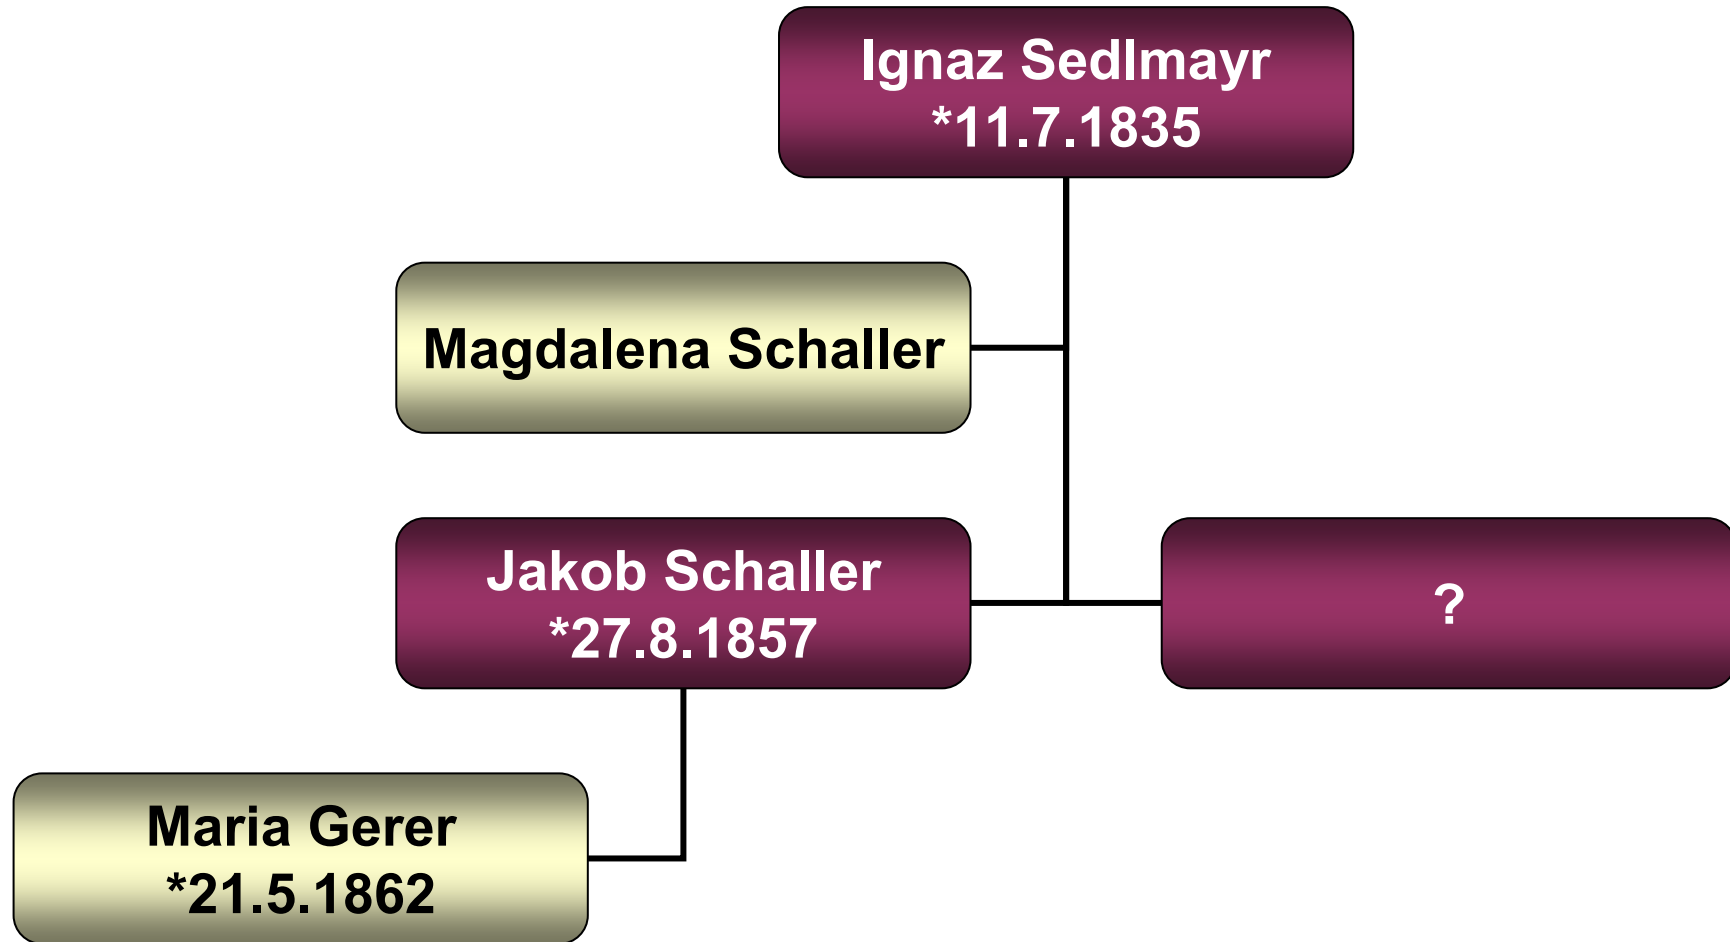 Ignaz Sedlmayr
*11.7.1835
Magdalena Schaller
Jakob Schaller
*27.8.1857
?
Maria Gerer
*21.5.1862